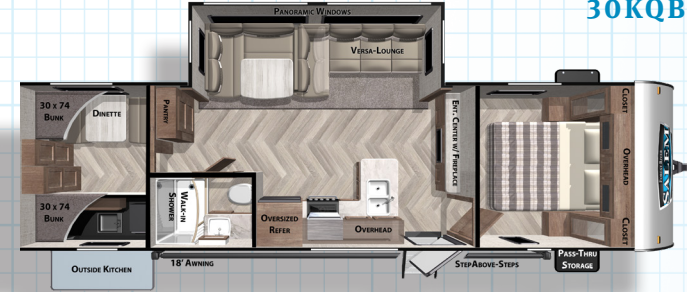 30KQB
PANORAMIC WINDOWS
VERSA-LOUNGE
30 X 74
BUNK
DINETTE
PANTRY
ENT. CENTER W/ FIREPLACE
CLOSET
OVERHEAD
CLOSET
SALEM
30 X 74
BUNK
WALK-IN
SHOWER
OVERSIZED
REFER
OVERHEAD
OUTSIDE KITCHEN
18' AWNING
STEPABOVE-STEPS
PASS-THRU
STORAGE